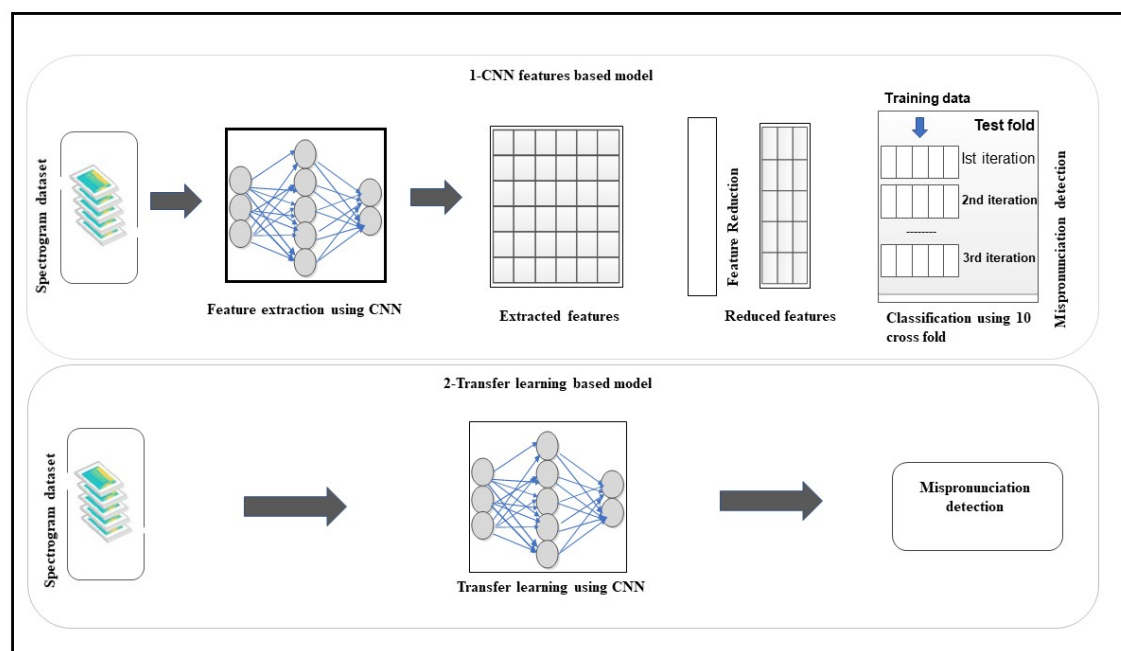 1-CNN features based model
Spectrogram dataset
Feature extraction using CNN
Extracted features
Feature Reduction
Reduced features
Training data
Test fold
Ist iteration
2nd iteration
--------
3rd iteration
Classification using 10
cross fold
Mispronunciation detection
2-Transfer learning based model
Spectrogram dataset
Transfer learning using CNN
Mispronunciation
detection